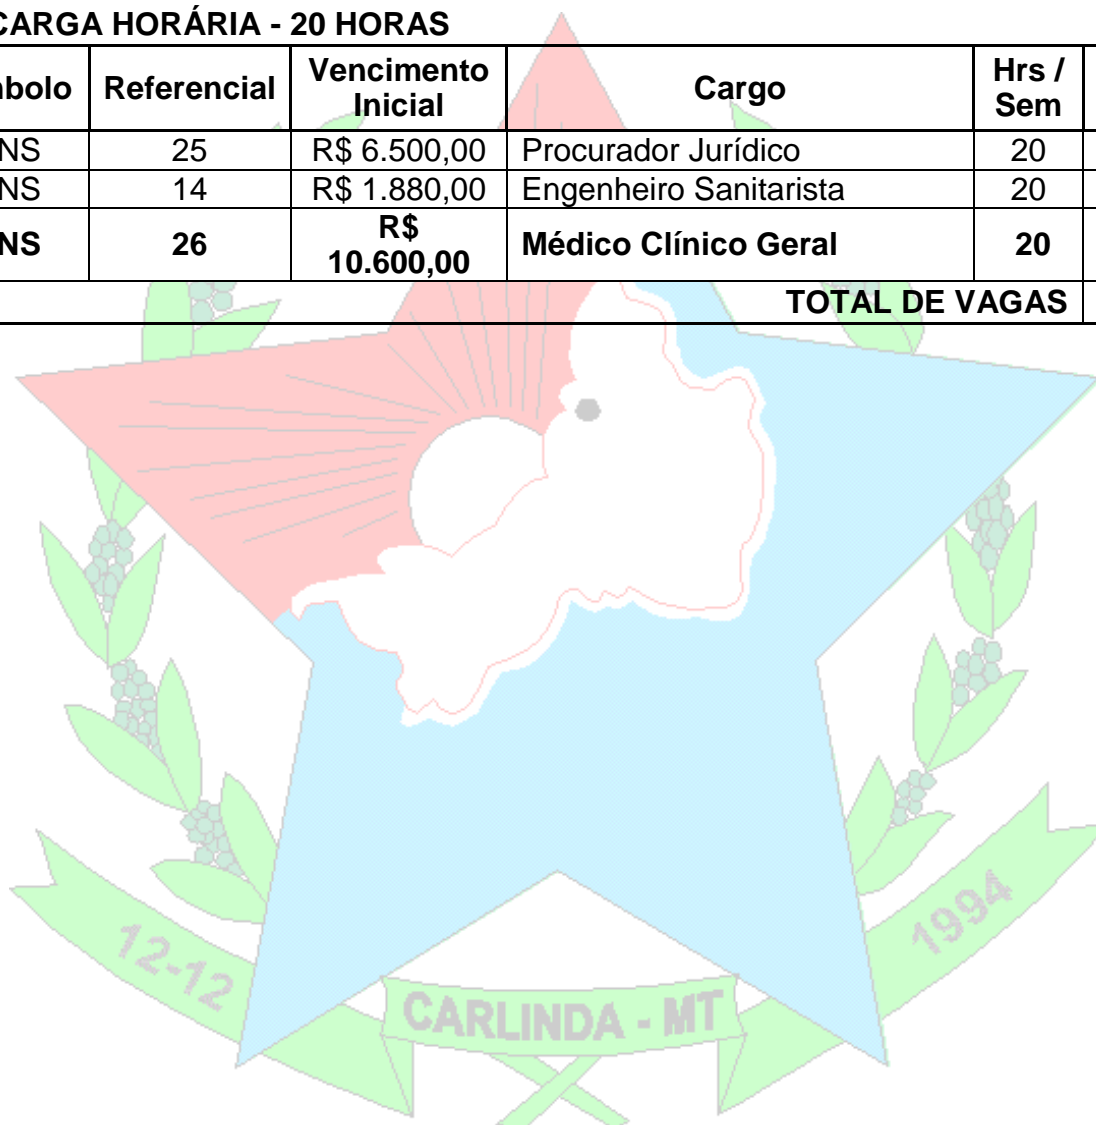 CARGA HORÁRIA - 20 HORAS
bolo Referencial Vencimento Inicial Cargo Hrs / Sem
NS 25 R$ 6.500,00 Procurador Jurídico 20
NS 14 R$ 1.880,00 Engenheiro Sanitarista 20
NS 26 R$ 10.600,00 Médico Clínico Geral 20
TOTAL DE VAGAS
12-12
CARLINDA - MT
1994